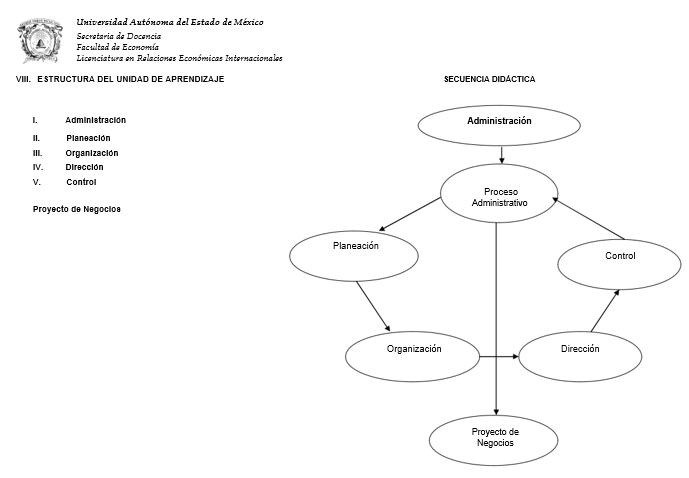 Universidad Autónoma del Estado de México
Secretaria de Docencia
Facultad de Economía
Licenciatura en Relaciones Económicas Internacionales
VIII. ESTRUCTURA DEL UNIDAD DE APRENDIZAJE
SECUENCIA DIDÁCTICA
I. Administración
II. Planeación
III. Organización
IV. Dirección
V. Control
Proyecto de Negocios
Administración
Proceso
Administrativo
Planeación
Control
Organización
Dirección
Proyecto de
Negocios